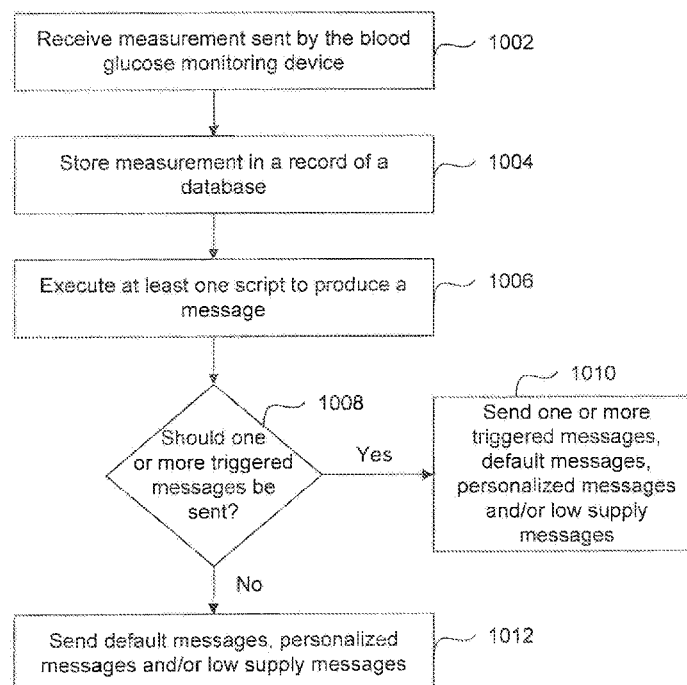 Receive measurement sent by the blood
glucose monitoring device
1002
Store measurement in a record of a
database
1004
Execute at least one script to produce a
message
1006
1008
Should one
or more triggered
messages be
sent?
Yes
1010
Send one or more
triggered messages,
default messages,
personalized messages
and/or low supply
messages
No
Send default messages, personalized
messages and/or low supply messages
1012